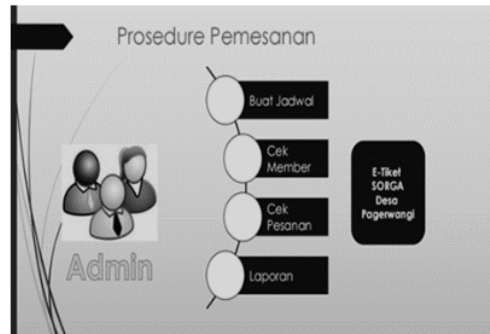 Prosedure Pemesanan
Buat Jadwal
Cek
Member
Cek
Pesanan
Laporan
Admin
E-Tiket
SORGA
Desa
Pagerwangi